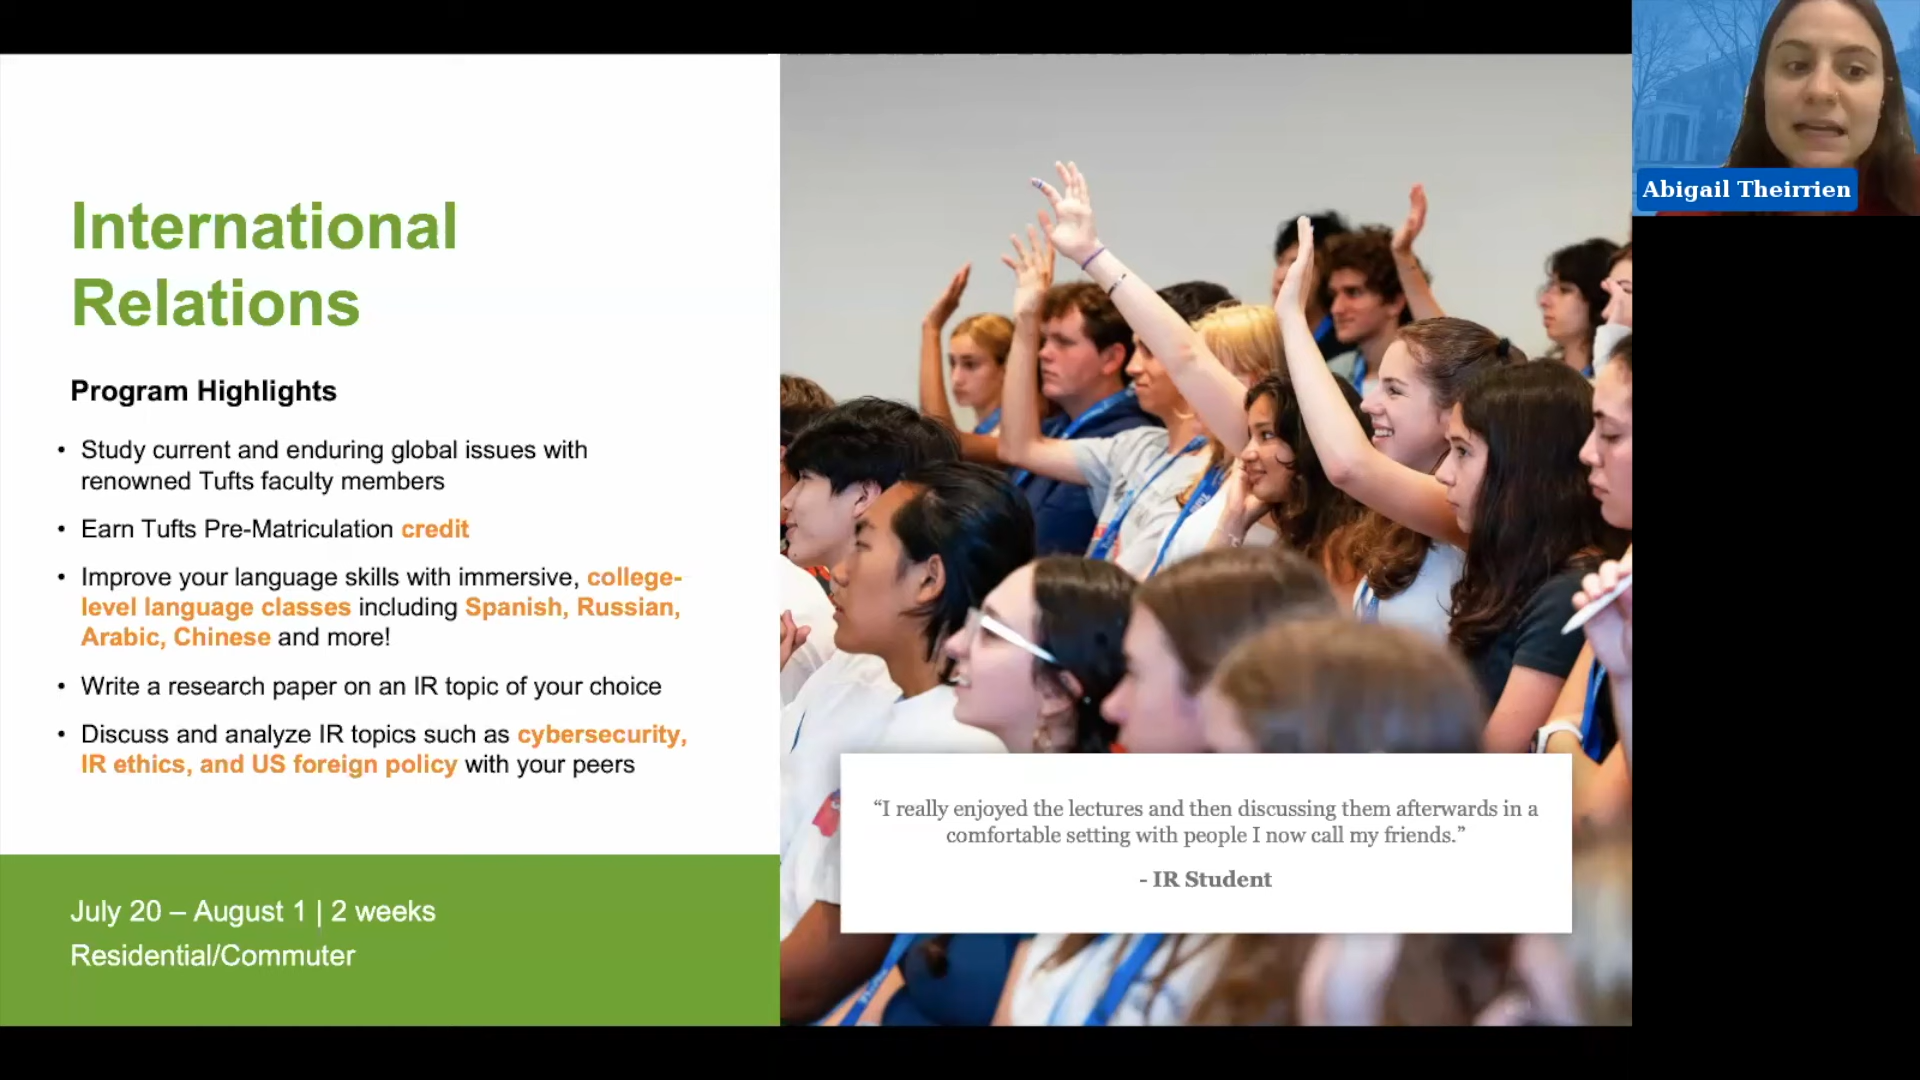 International
Relations
Program Highlights
• Study current and enduring global issues with
renowned Tufts faculty members
• Earn Tufts Pre-Matriculation credit
• Improve your language skills with immersive, college-
level language classes including Spanish, Russian,
Arabic, Chinese and more!
• Write a research paper on an IR topic of your choice
• Discuss and analyze IR topics such as cybersecurity,
IR ethics, and US foreign policy with your peers
July 20 – August 1 | 2 weeks
Residential/Commuter
“I really enjoyed the lectures and then discussing them afterwards in a
comfortable setting with people I now call my friends.”
- IR Student
Abigail Theirrien